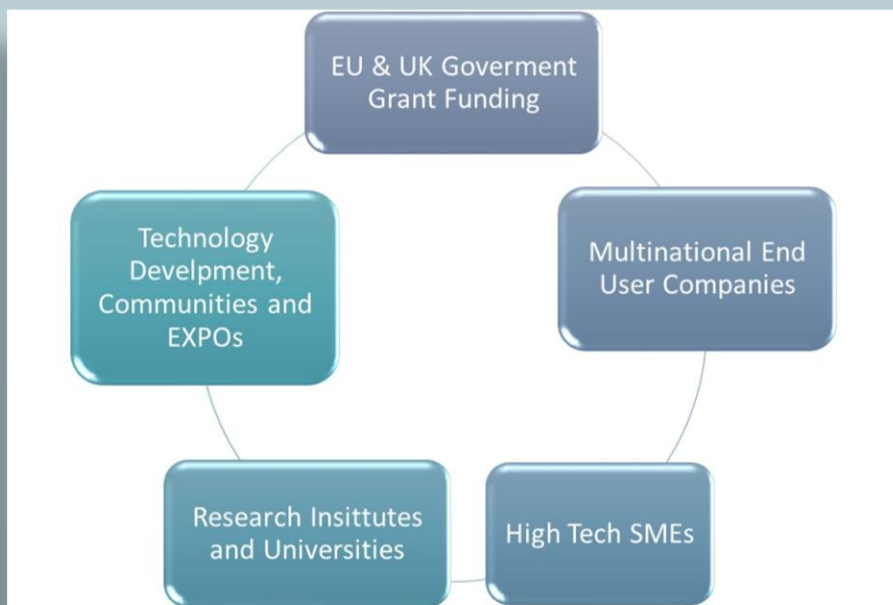 EU & UK Goverment
Grant Funding
Multinational End
User Companies
High Tech SMEs
Research Insittutes
and Universities
Technology
Develpment,
Communities and
EXPOs